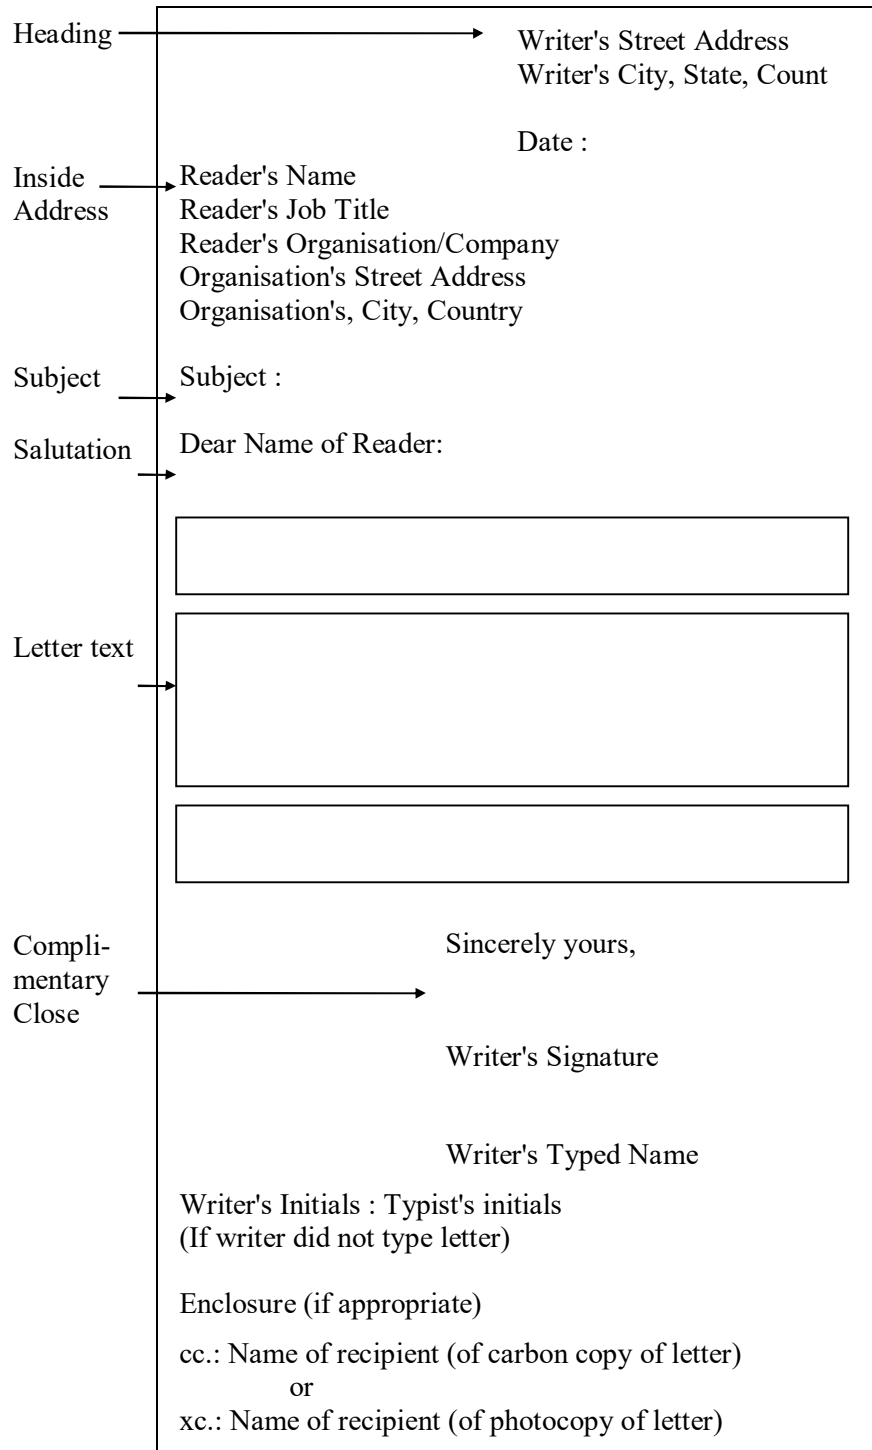 Heading
Writer's Street Address
Writer's City, State, Count
Date :
Inside
Address
Reader's Name
Reader's Job Title
Reader's Organisation/Company
Organisation's Street Address
Organisation's, City, Country
Subject
Subject :
Salutation
Dear Name of Reader:
Letter text
Compli-
mentary
Close
Sincerely yours,
Writer's Signature
Writer's Typed Name
Writer's Initials : Typist's initials
(If writer did not type letter)
Enclosure (if appropriate)
cc.: Name of recipient (of carbon copy of letter)
or
xc.: Name of recipient (of photocopy of letter)